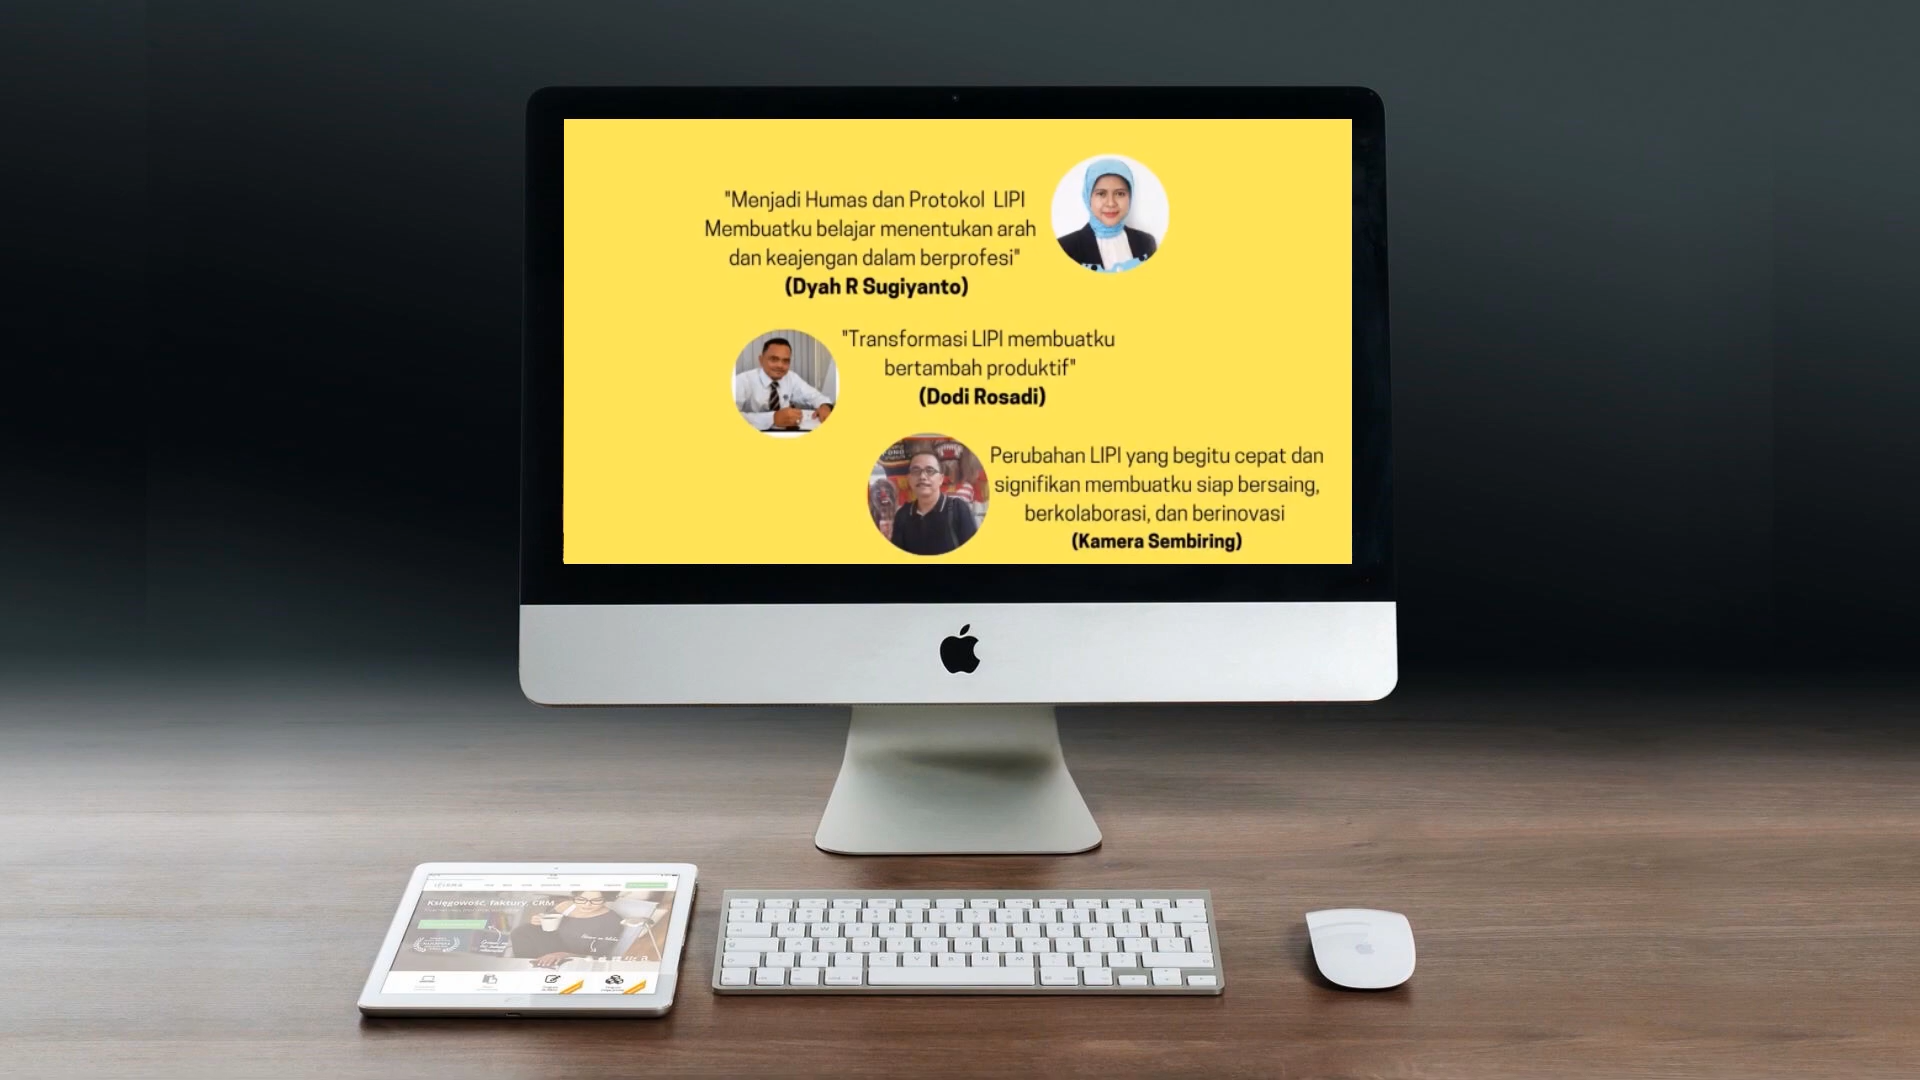 "Menjadi Humas dan Protokol LIPI
Membuatku belajar menentukan arah
dan keajengan dalam berprofesi"
(Dyah R Sugiyanto)
"Transformasi LIPI membuatku
bertambah produktif"
(Dodi Rosadi)
Perubahan LIPI yang begitu cepat dan
signifikan membuatku siap bersaing,
berkolaborasi, dan berinovasi
(Kamera Sembiring)
Księgowość, faktury, CRM